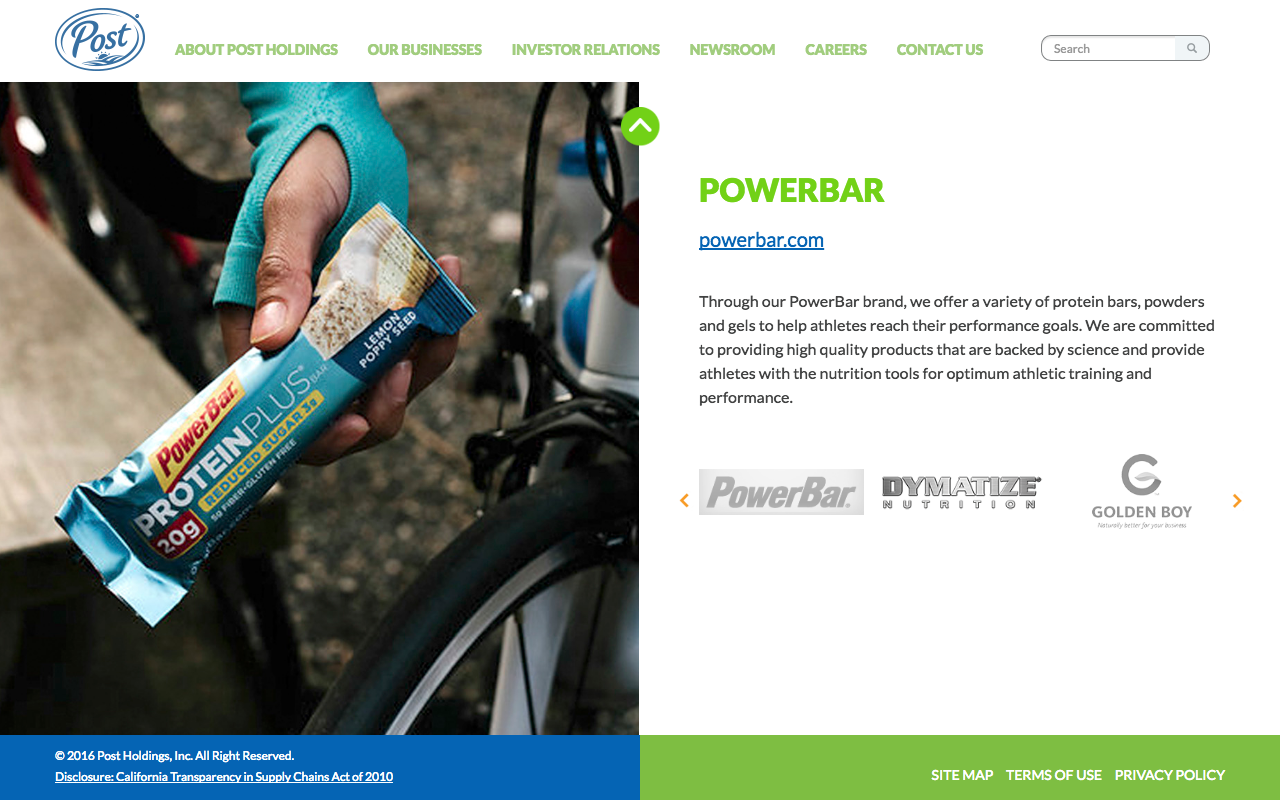 Post
ABOUT POST HOLDINGS
OUR BUSINESSES
INVESTOR RELATIONS
NEWSROOM
CAREERS
CONTACT US
Search
LEMON
POPPY SEED
PowerBar
PROTEINPLUS BAR
REDUCED SUGAR 3g
5g FIBER•GLUTEN FREE
20g
POWERBAR
powerbar.com
Through our PowerBar brand, we offer a variety of protein bars, powders
and gels to help athletes reach their performance goals. We are committed
to providing high quality products that are backed by science and provide
athletes with the nutrition tools for optimum athletic training and
performance.
PowerBar
DYMATIZE
NUTRITION
GOLDEN BOY
Naturally better for your business
© 2016 Post Holdings, Inc. All Right Reserved.
Disclosure: California Transparency in Supply Chains Act of 2010
SITE MAP
TERMS OF USE
PRIVACY POLICY